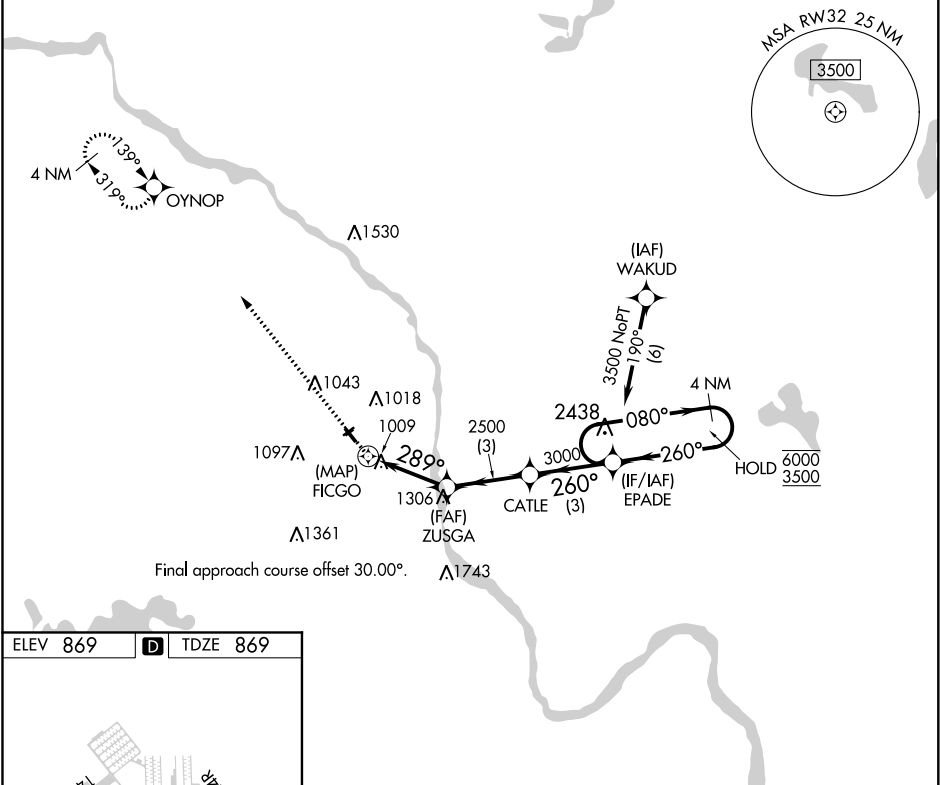 MSA RW32 25 NM
3500
139°
4 NM
319°
OYNOP
1530
(IAF)
WAKUD
3500 NoPT
190°
(6)
4 NM
1043
1018
1009
2438
080°
2500
(3)
1097
289°
3000
260°
HOLD 6000
3500
(MAP)
FICGO
1306
(FAF)
ZUSGA
CATLE
260°
(3)
(IF/IAF)
EPADE
1361
Final approach course offset 30.00°.
1743
ELEV 869 D TDZE 869